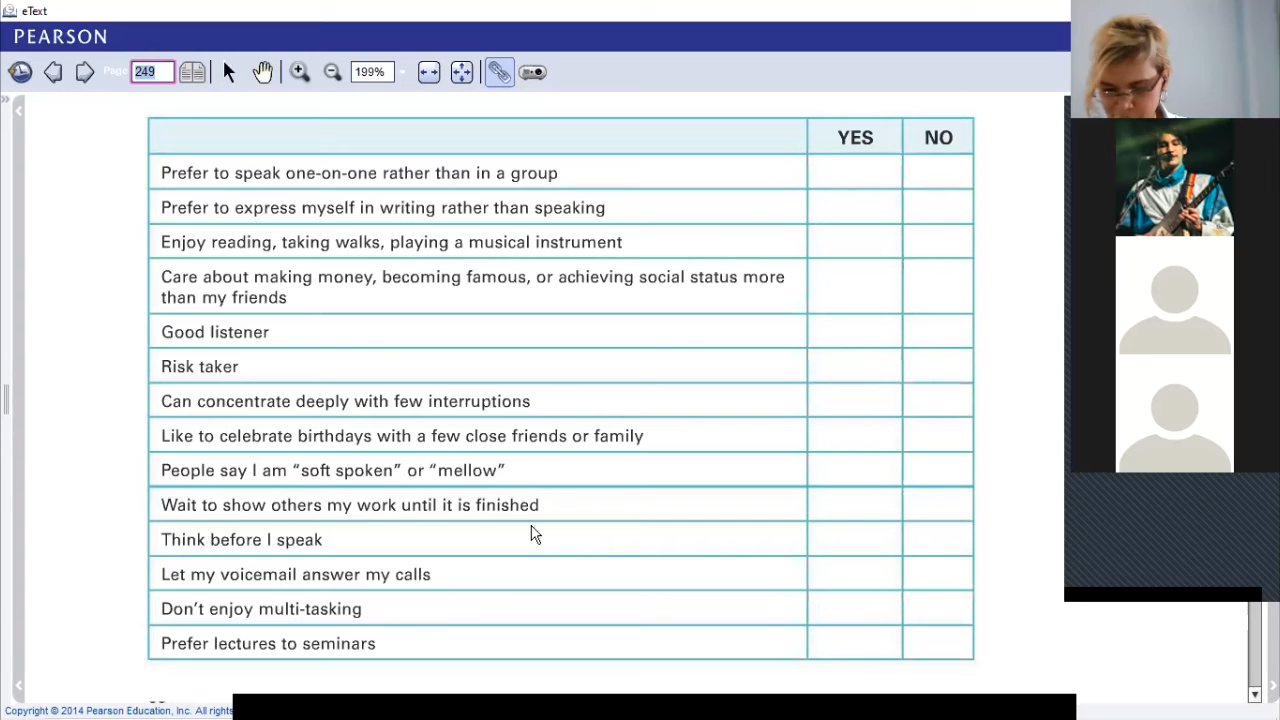 eText
PEARSON
Page 249 199%
YES NO
Prefer to speak one-on-one rather than in a group
Prefer to express myself in writing rather than speaking
Enjoy reading, taking walks, playing a musical instrument
Care about making money, becoming famous, or achieving social status more
than my friends
Good listener
Risk taker
Can concentrate deeply with few interruptions
Like to celebrate birthdays with a few close friends or family
People say I am “soft spoken” or “mellow”
Wait to show others my work until it is finished
Think before I speak
Let my voicemail answer my calls
Don’t enjoy multi-tasking
Prefer lectures to seminars
Copyright © 2014 Pearson Education, Inc. All rights